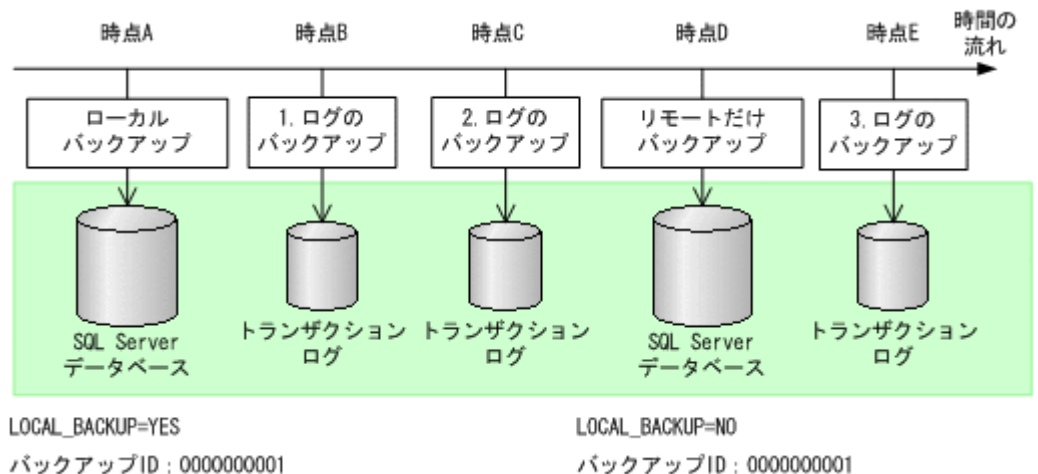 時点A
時点B
時点C
時点D
時点E
時間の
流れ
ローカル
バックアップ
1. ログの
バックアップ
2. ログの
バックアップ
リモートだけ
バックアップ
3. ログの
バックアップ
SQL Server
データベース
トランザクション
ログ
トランザクション
ログ
SQL Server
データベース
トランザクション
ログ
LOCAL_BACKUP=YES
バックアップID：0000000001
LOCAL_BACKUP=NO
バックアップID：0000000001